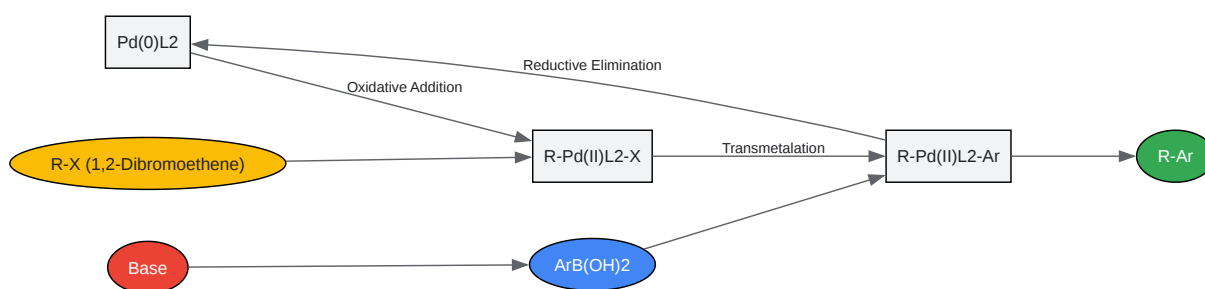 Pd(0)L2
Reductive Elimination
Oxidative Addition
R-X (1,2-Dibromoethene)
R-Pd(II)L2-X
Transmetalation
R-Pd(II)L2-Ar
R-Ar
Base
ArB(OH)2